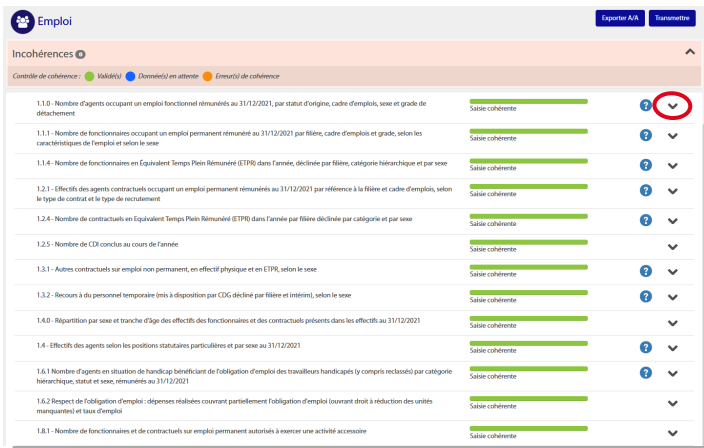 Emploi
Exporter A/A
Transmettre
Incohérences 0
Contrôle de cohérence : Validé(s) Donnée(s) en attente Erreur(s) de cohérence
1.1.0 - Nombre d'agents occupant un emploi fonctionnel rémunérés au 31/12/2021, par statut d'origine, cadre d'emplois, sexe et grade de
détachement
Saisie cohérente
?
1.1.1 - Nombre de fonctionnaires occupant un emploi permanent rémunéré au 31/12/2021 par filière, cadre d'emplois et grade, selon les
caractéristiques de l'emploi et selon le sexe
Saisie cohérente
?
1.1.4 - Nombre de fonctionnaires en Équivalent Temps Plein Rémunéré (ETPR) dans l'année, déclinée par filière, catégorie hiérarchique et par sexe
Saisie cohérente
?
1.2.1 - Effectifs des agents contractuels occupant un emploi permanent rémunérés au 31/12/2021 par référence à la filière et cadre d'emplois, selon
le type de contrat et le type de recrutement
Saisie cohérente
?
1.2.4 - Nombre de contractuels en Equivalent Temps Plein Rémunéré (ETPR) dans l'année par filière déclinée par catégorie et par sexe
Saisie cohérente
?
1.2.5 - Nombre de CDI conclus au cours de l'année
Saisie cohérente
1.3.1 - Autres contractuels sur emploi non permanent, en effectif physique et en ETPR, selon le sexe
Saisie cohérente
?
1.3.2 - Recours à du personnel temporaire (mis à disposition par CDG décliné par filière et intérim), selon le sexe
Saisie cohérente
?
1.4.0 - Répartition par sexe et tranche d'âge des effectifs des fonctionnaires et des contractuels présents dans les effectifs au 31/12/2021
Saisie cohérente
1.4 - Effectifs des agents selon les positions statutaires particulières et par sexe au 31/12/2021
Saisie cohérente
?
1.6.1 Nombre d'agents en situation de handicap bénéficiant de l'obligation d'emploi des travailleurs handicapés (y compris reclassés) par catégorie
hiérarchique, statut et sexe, rémunérés au 31/12/2021
Saisie cohérente
?
1.6.2 Respect de l'obligation d'emploi : dépenses réalisées couvrant partiellement l'obligation d'emploi (ouvrant droit à réduction des unités
manquantes) et taux d'emploi
Saisie cohérente
1.8.1 - Nombre de fonctionnaires et de contractuels sur emploi permanent autorisés à exercer une activité accessoire
Saisie cohérente